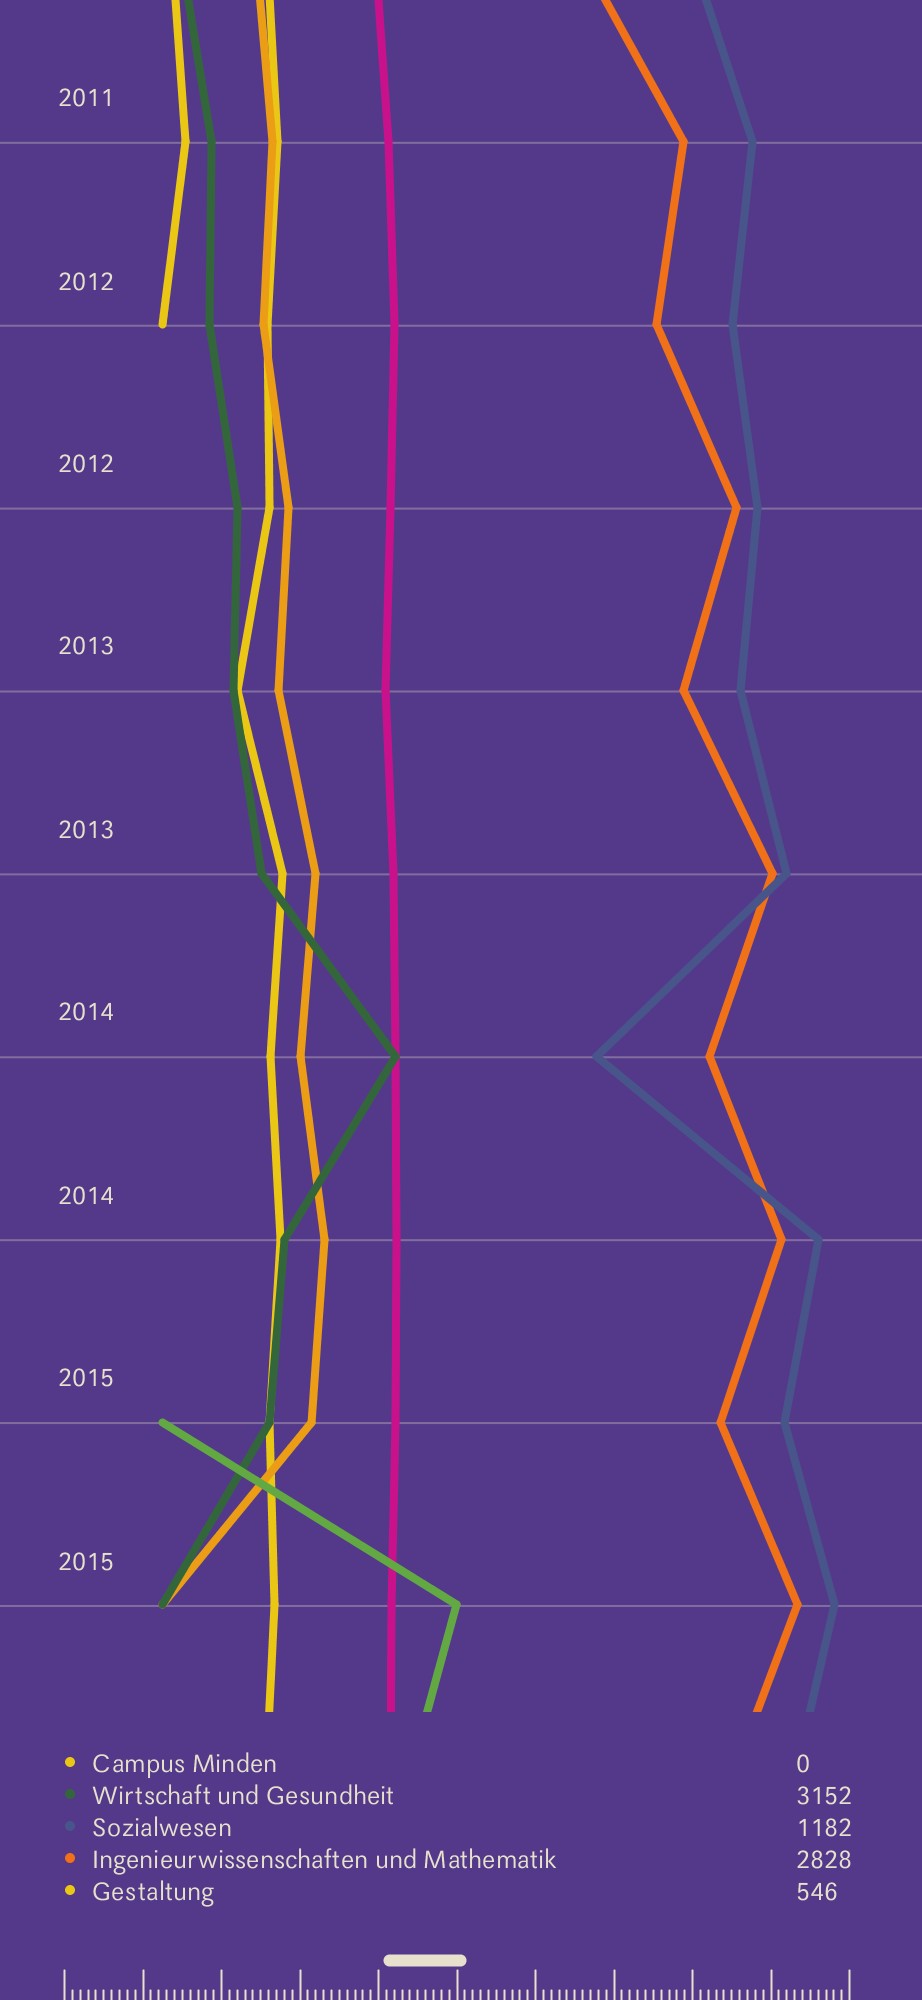 2011
2012
2012
2013
2013
2014
2014
2015
2015
Campus Minden 0
Wirtschaft und Gesundheit 3152
Sozialwesen 1182
Ingenieurwissenschaften und Mathematik 2828
Gestaltung 546